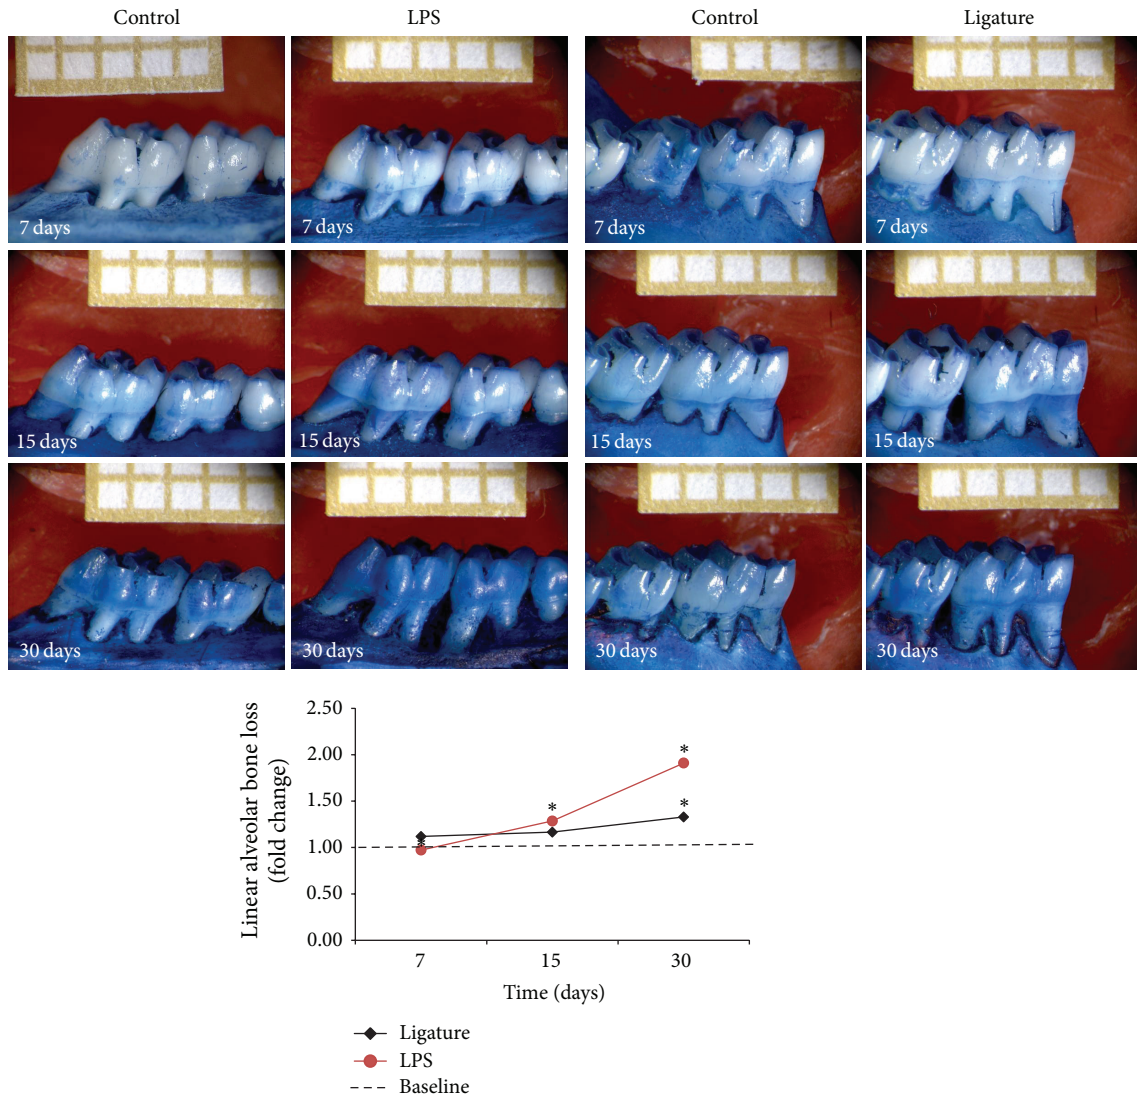 Control LPS Control Ligature
7 days 7 days 7 days 7 days
15 days 15 days 15 days 15 days
30 days 30 days 30 days 30 days
Linear alveolar bone loss
(fold change)
2.50
2.00
1.50
1.00
0.50
0.00
*
*
*
*
7 15 30
Time (days)
Ligature
LPS
Baseline